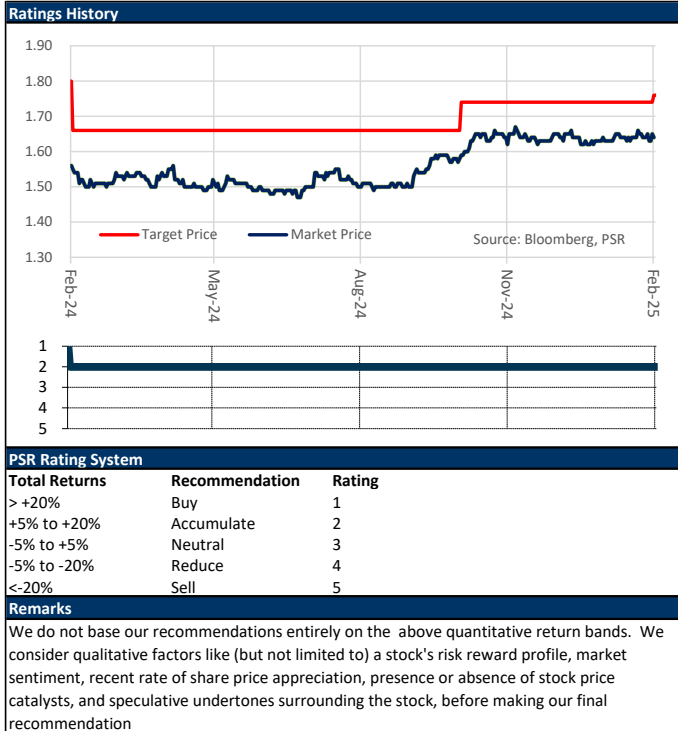 Ratings History
1.90
1.80
1.70
1.60
1.50
1.40
1.30
Target Price
Market Price
Source: Bloomberg, PSR
Feb-24
May-24
Aug-24
Nov-24
Feb-25
1
2
3
4
5
PSR Rating System
Total Returns Recommendation Rating
> +20% Buy 1
+5% to +20% Accumulate 2
-5% to +5% Neutral 3
-5% to -20% Reduce 4
<-20% Sell 5
Remarks
We do not base our recommendations entirely on the above quantitative return bands. We
consider qualitative factors like (but not limited to) a stock's risk reward profile, market
sentiment, recent rate of share price appreciation, presence or absence of stock price
catalysts, and speculative undertones surrounding the stock, before making our final
recommendation